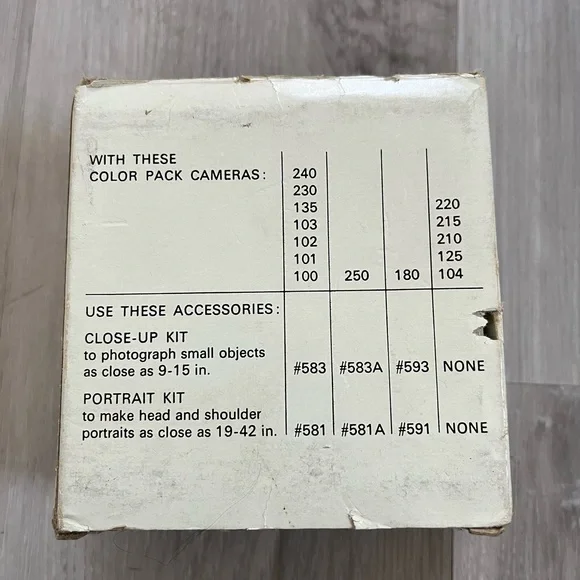 WITH THESE
COLOR PACK CAMERAS: 240
230
135 220
103 215
102 210
101 125
100 250 180 104
USE THESE ACCESSORIES:
CLOSE-UP KIT
to photograph small objects
as close as 9-15 in. #583 #583A #593 NONE
PORTRAIT KIT
to make head and shoulder
portraits as close as 19-42 in. #581 #581A #591 NONE